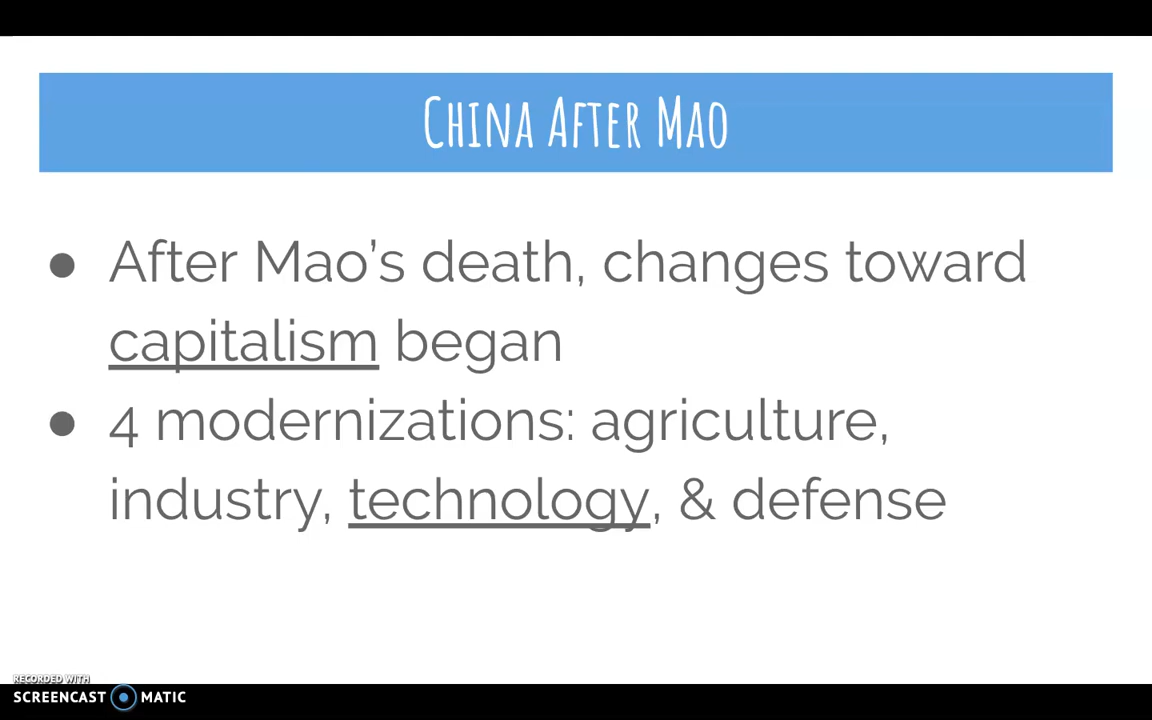 China After Mao
● After Mao’s death, changes toward
capitalism began
● 4 modernizations: agriculture,
industry, technology, & defense
RECORDED WITH
SCREENCAST MATIC